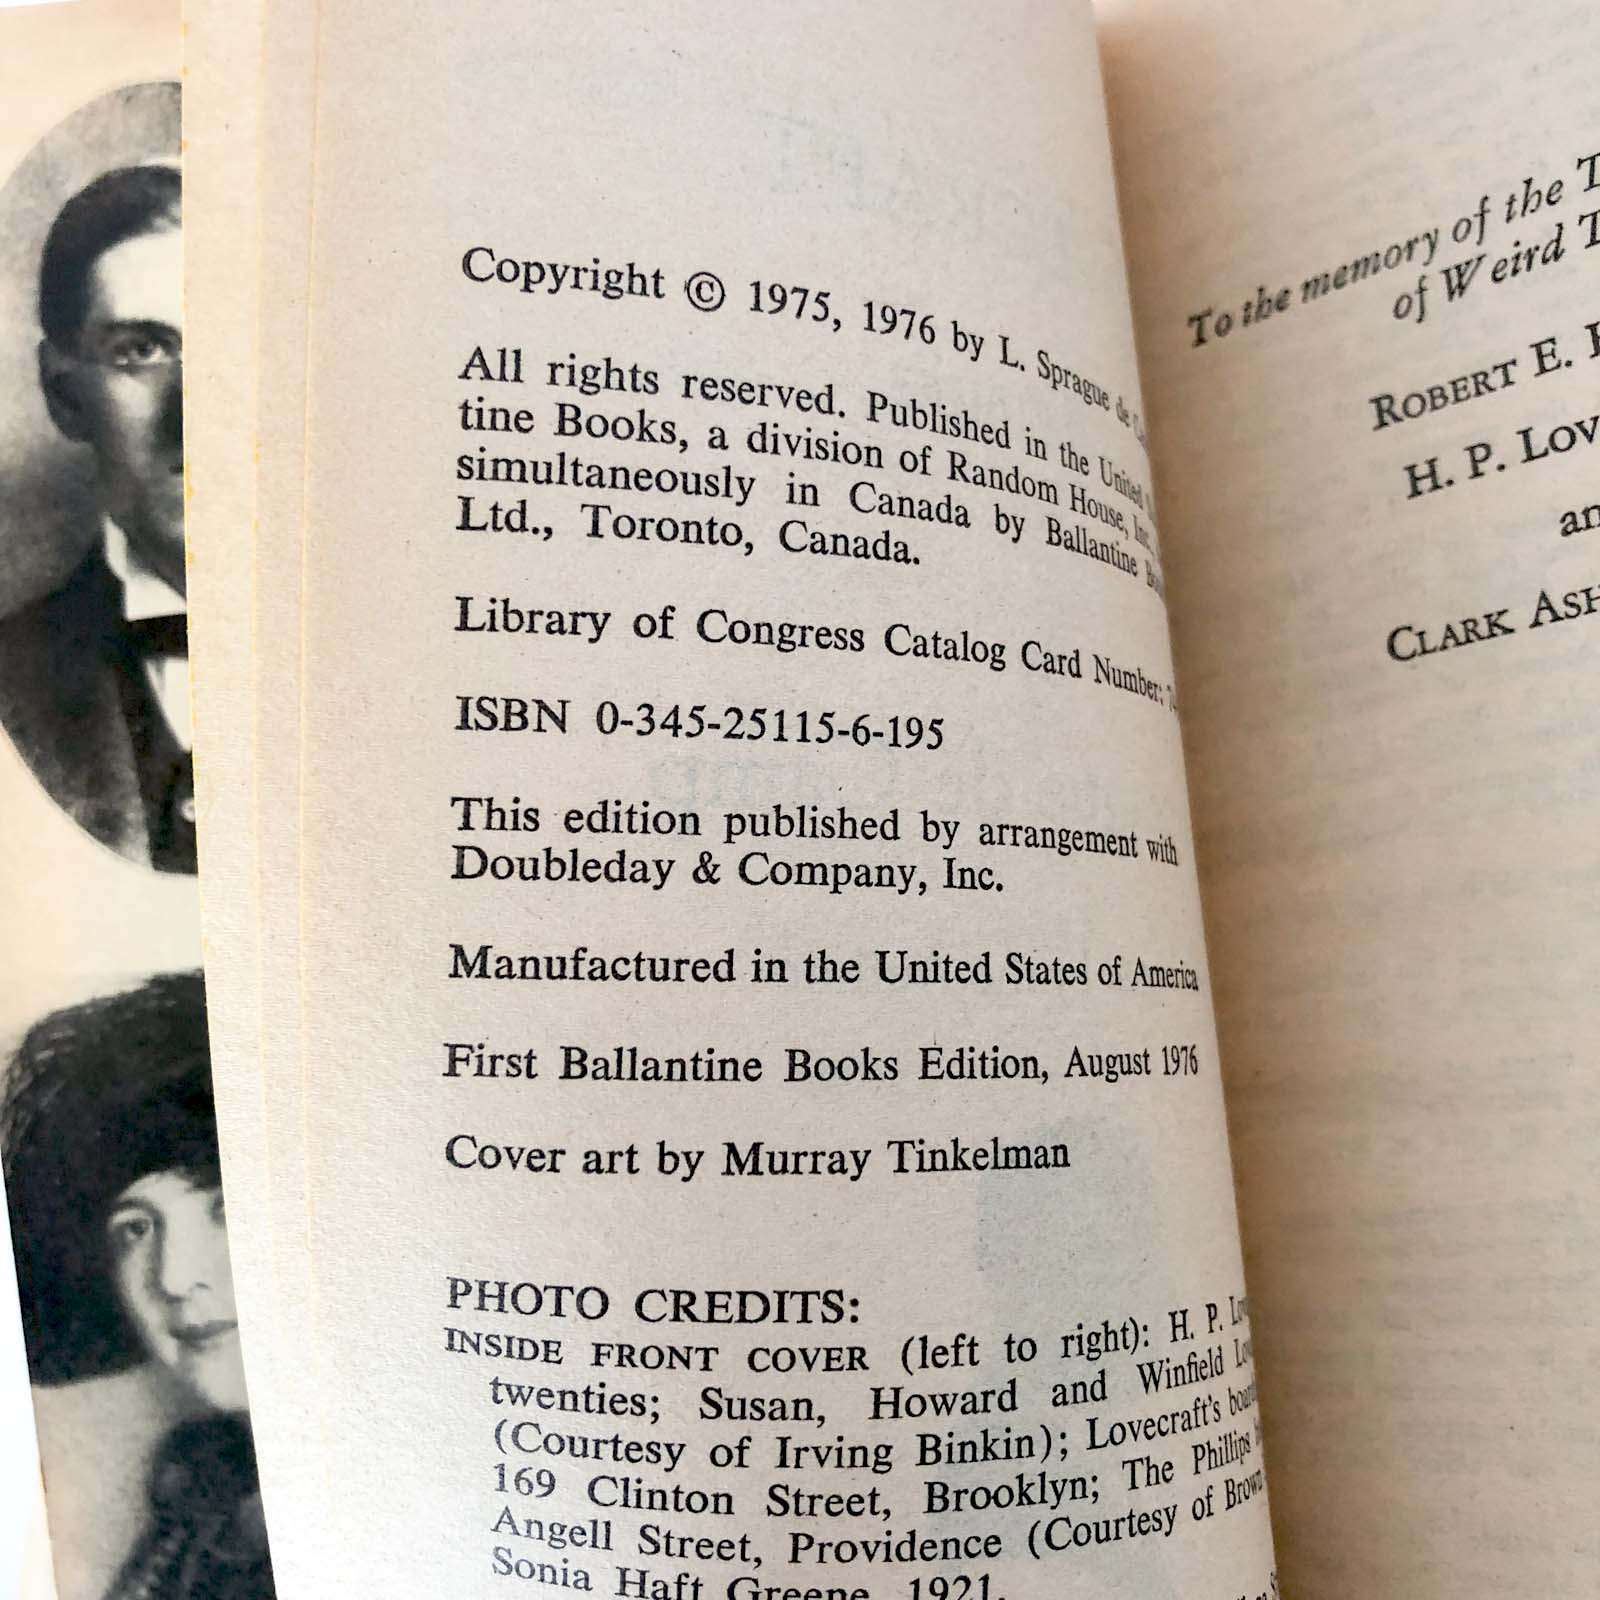 Copyright © 1975, 1976 by L. Sprague de
All rights reserved. Published in the United
tine Books, a division of Random House, Inc.,
simultaneously in Canada by Ballantine
Ltd., Toronto, Canada.
Library of Congress Catalog Card Number:
ISBN 0-345-25115-6-195
This edition published by arrangement with
Doubleday & Company, Inc.
Manufactured in the United States of America
First Ballantine Books Edition, August 1976
Cover art by Murray Tinkelman
PHOTO CREDITS:
INSIDE FRONT COVER (left to right): H. P.
twenties; Susan, Howard and Winfield
(Courtesy of Irving Binkin); Lovecraft's
169 Clinton Street, Brooklyn; The Phillips
Angell Street, Providence (Courtesy of Brown
Sonia Haft Greene, 1921.
To the memory of the
of Weird
ROBERT E.
H. P.
CLARK